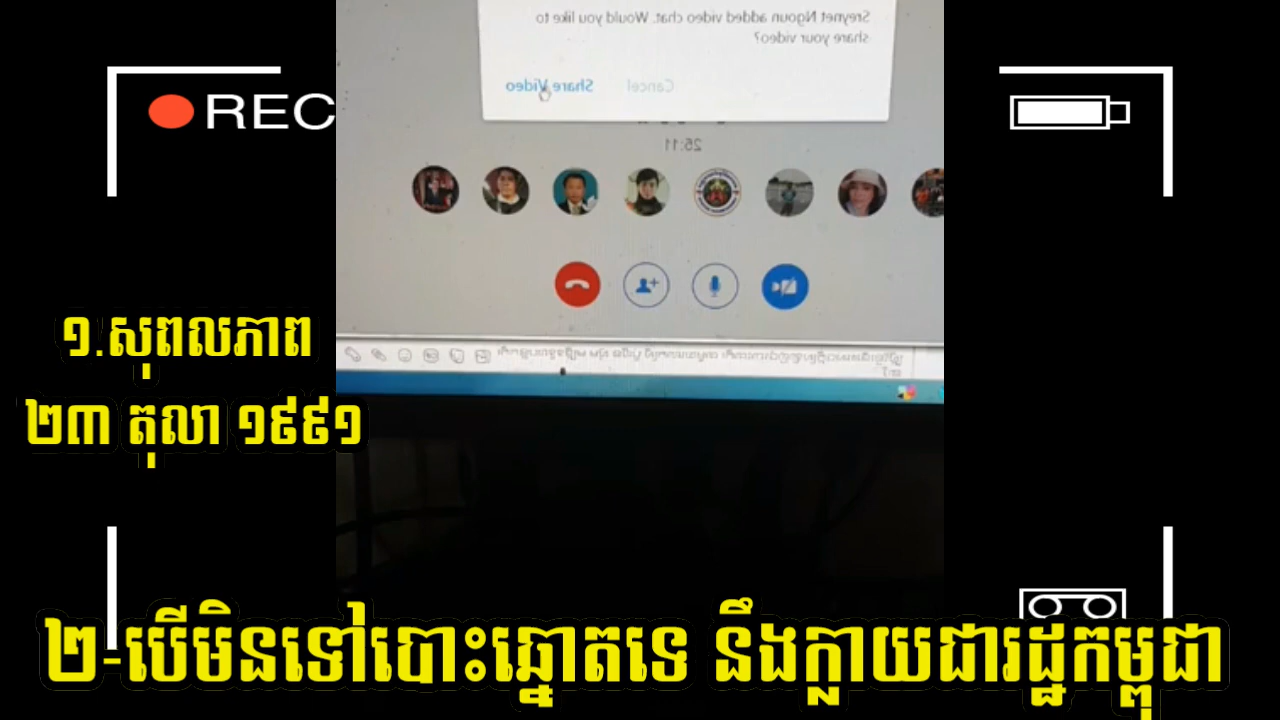 Sreynet Ngoun added video chat. Would you like to
share your video?
Cancel
Share Video
25:11
REC
១.សុពលភាព
២៣ តុលា ១៩៩១
២-បើមិនទៅបោះឆ្នោតទេ នឹងក្លាយជារដ្ឋកម្ពុជា